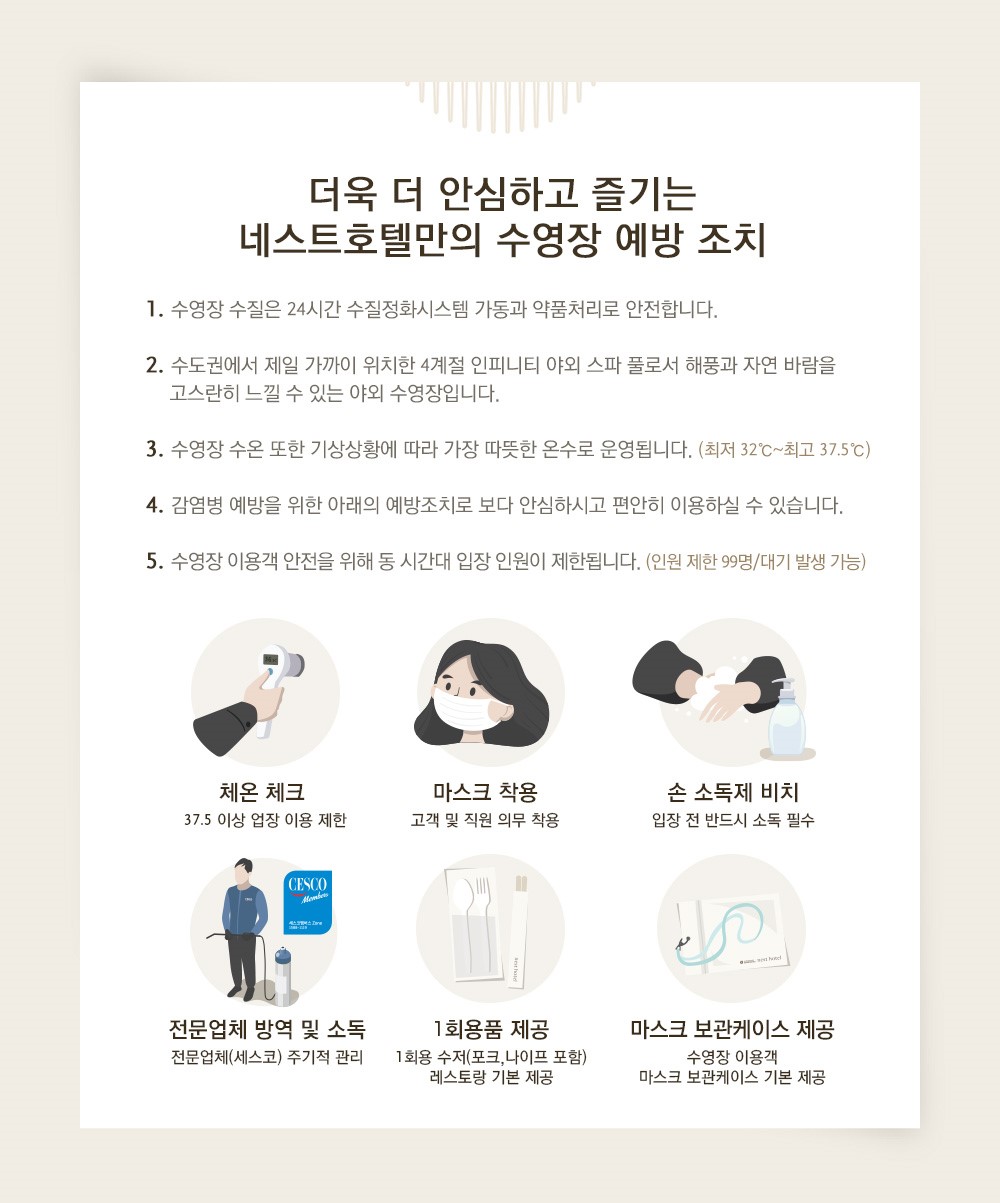 더욱 더 안심하고 즐기는
네스트호텔만의 수영장 예방 조치
1. 수영장 수질은 24시간 수질정화시스템 가동과 약품처리로 안전합니다.
2. 수도권에서 제일 가까이 위치한 4계절 인피니티 야외 스파 풀로서 해풍과 자연 바람을
고스란히 느낄 수 있는 야외 수영장입니다.
3. 수영장 수온 또한 기상상황에 따라 가장 따뜻한 온수로 운영됩니다. (최저 32℃~최고 37.5℃)
4. 감염병 예방을 위한 아래의 예방조치로 보다 안심하시고 편안히 이용하실 수 있습니다.
5. 수영장 이용객 안전을 위해 동 시간대 입장 인원이 제한됩니다. (인원 제한 99명/대기 발생 가능)
체온 체크
37.5 이상 업장 이용 제한
마스크 착용
고객 및 직원 의무 착용
손 소독제 비치
입장 전 반드시 소독 필수
CESCO
Members
세스코멤버스 Zone
전문업체 방역 및 소독
전문업체(세스코) 주기적 관리
nest hotel
1회용품 제공
1회용 수저(포크,나이프 포함)
레스토랑 기본 제공
nest hotel
마스크 보관케이스 제공
수영장 이용객
마스크 보관케이스 기본 제공